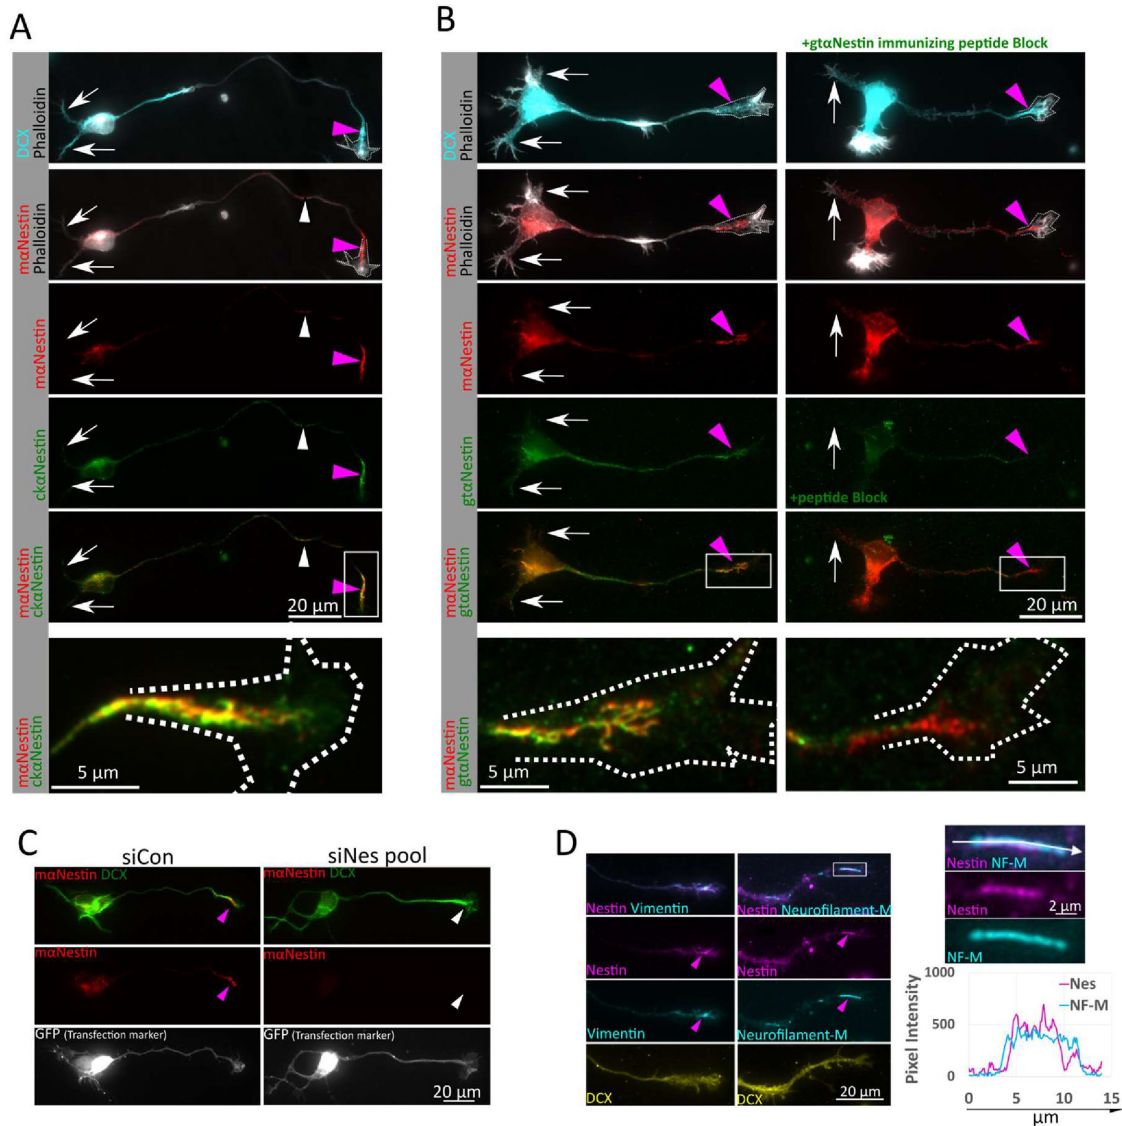 A
DCX
Phalloidin
mαNestin
Phalloidin
mαNestin
ckαNestin
mαNestin
ckαNestin
20 µm
mαNestin
ckαNestin
5 µm
B
+gtαNestin immunizing peptide Block
DCX
Phalloidin
mαNestin
Phalloidin
mαNestin
gtαNestin
+peptide Block
mαNestin
gtαNestin
20 µm
mαNestin
gtαNestin
5 µm
5 µm
C
siCon
siNes pool
mαNestin DCX
mαNestin DCX
mαNestin
mαNestin
GFP (Transfection marker)
GFP (Transfection marker)
20 µm
D
Nestin Vimentin
Nestin Neurofilament-M
Nestin
Nestin
Vimentin
Neurofilament-M
DCX
DCX
20 µm
Nestin NF-M
Nestin
2 µm
NF-M
Pixel Intensity
1000
500
0
Nes
NF-M
0 5 10 15
µm